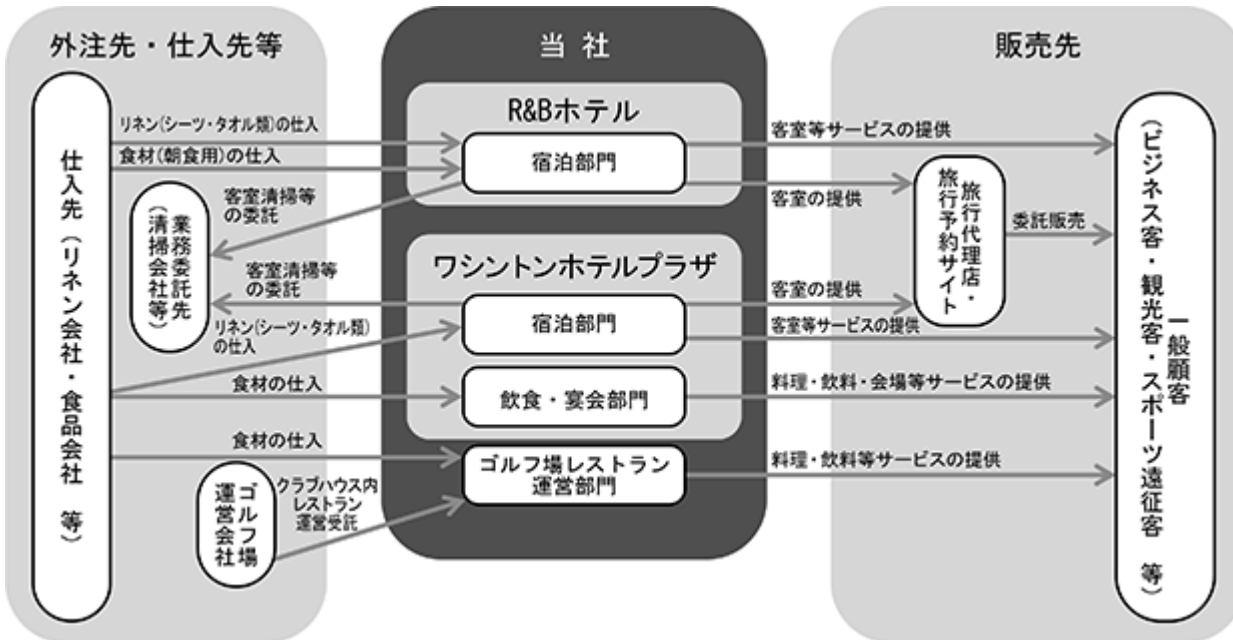 外注先・仕入先等
仕入先（リネン会社・食品会社 等）
リネン(シーツ・タオル類)の仕入
食材(朝食用)の仕入
客室清掃等
の委託
業務委託先
（清掃会社等）
客室清掃等
の委託
リネン(シーツ・タオル類)
の仕入
食材の仕入
食材の仕入
ゴルフ場
運営会社
クラブハウス内
レストラン
運営受託
当社
R&Bホテル
宿泊部門
ワシントンホテルプラザ
宿泊部門
飲食・宴会部門
ゴルフ場レストラン
運営部門
販売先
客室等サービスの提供
客室の提供
旅行代理店・
旅行予約サイト
委託販売
客室の提供
客室等サービスの提供
料理・飲料・会場等サービスの提供
料理・飲料等サービスの提供
一般顧客
（ビジネス客・観光客・スポーツ遠征客 等）